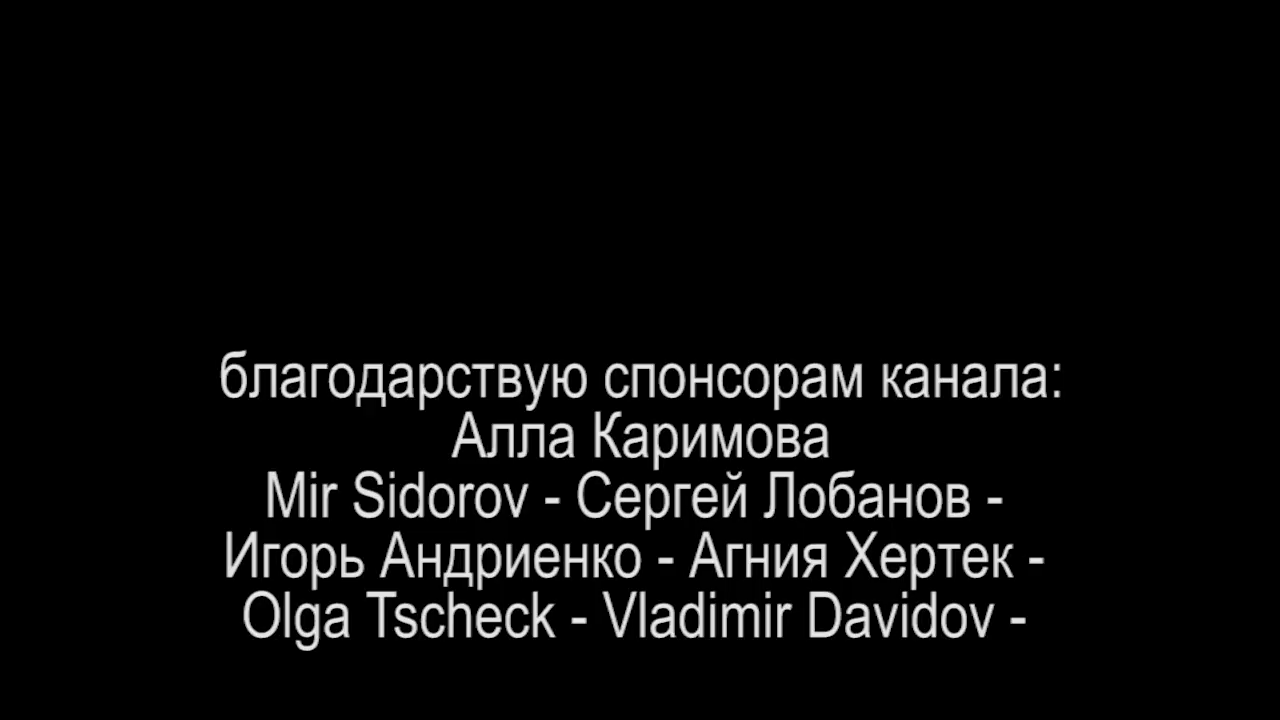 благодарствую спонсорам канала:
Алла Каримова
Mir Sidorov - Сергей Лобанов -
Игорь Андриенко - Агния Хертек -
Olga Tscheck - Vladimir Davidov -